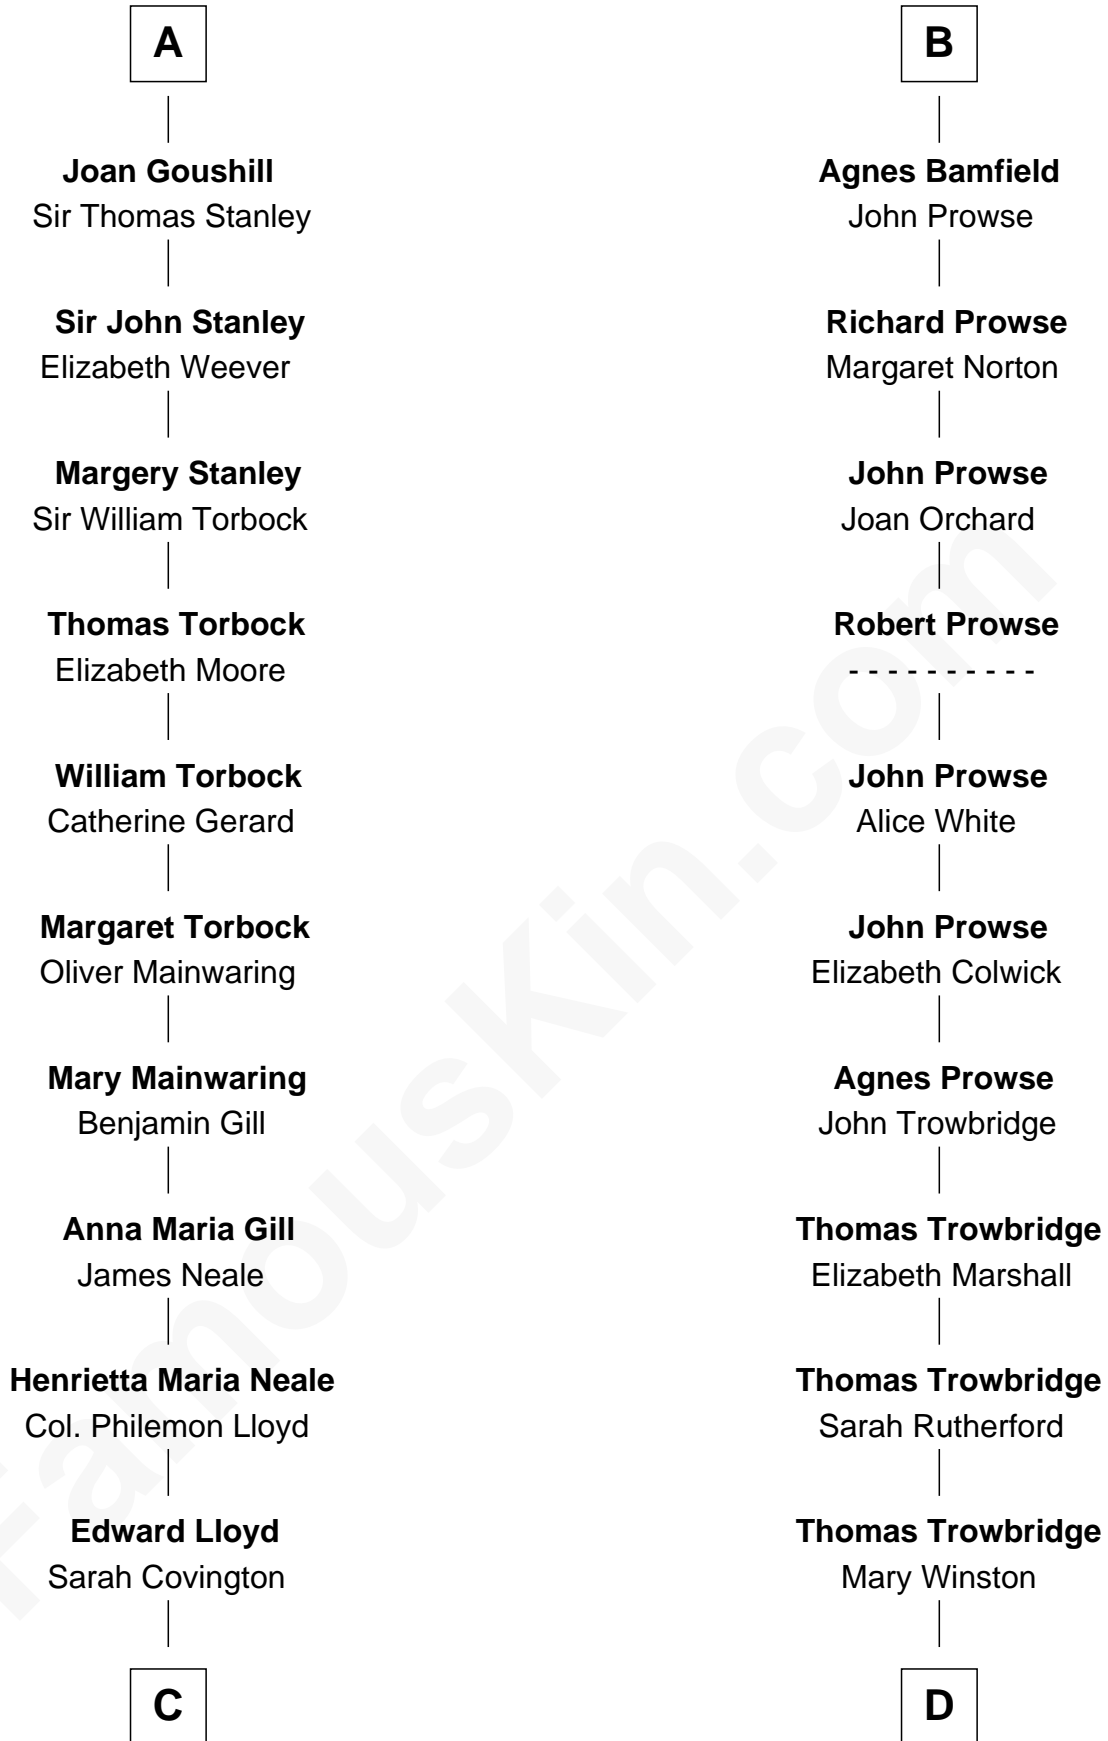 A
Joan Goushill
Sir Thomas Stanley
Sir John Stanley
Elizabeth Weever
Margery Stanley
Sir William Torbock
Thomas Torbock
Elizabeth Moore
William Torbock
Catherine Gerard
Margaret Torbock
Oliver Mainwaring
Mary Mainwaring
Benjamin Gill
Anna Maria Gill
James Neale
Henrietta Maria Neale
Col. Philemon Lloyd
Edward Lloyd
Sarah Covington
C
B
Agnes Bamfield
John Prowse
Richard Prowse
Margaret Norton
John Prowse
Joan Orchard
Robert Prowse
- - - - - - - - - -
John Prowse
Alice White
John Prowse
Elizabeth Colwick
Agnes Prowse
John Trowbridge
Thomas Trowbridge
Elizabeth Marshall
Thomas Trowbridge
Sarah Rutherford
Thomas Trowbridge
Mary Winston
D
FamousKin.com